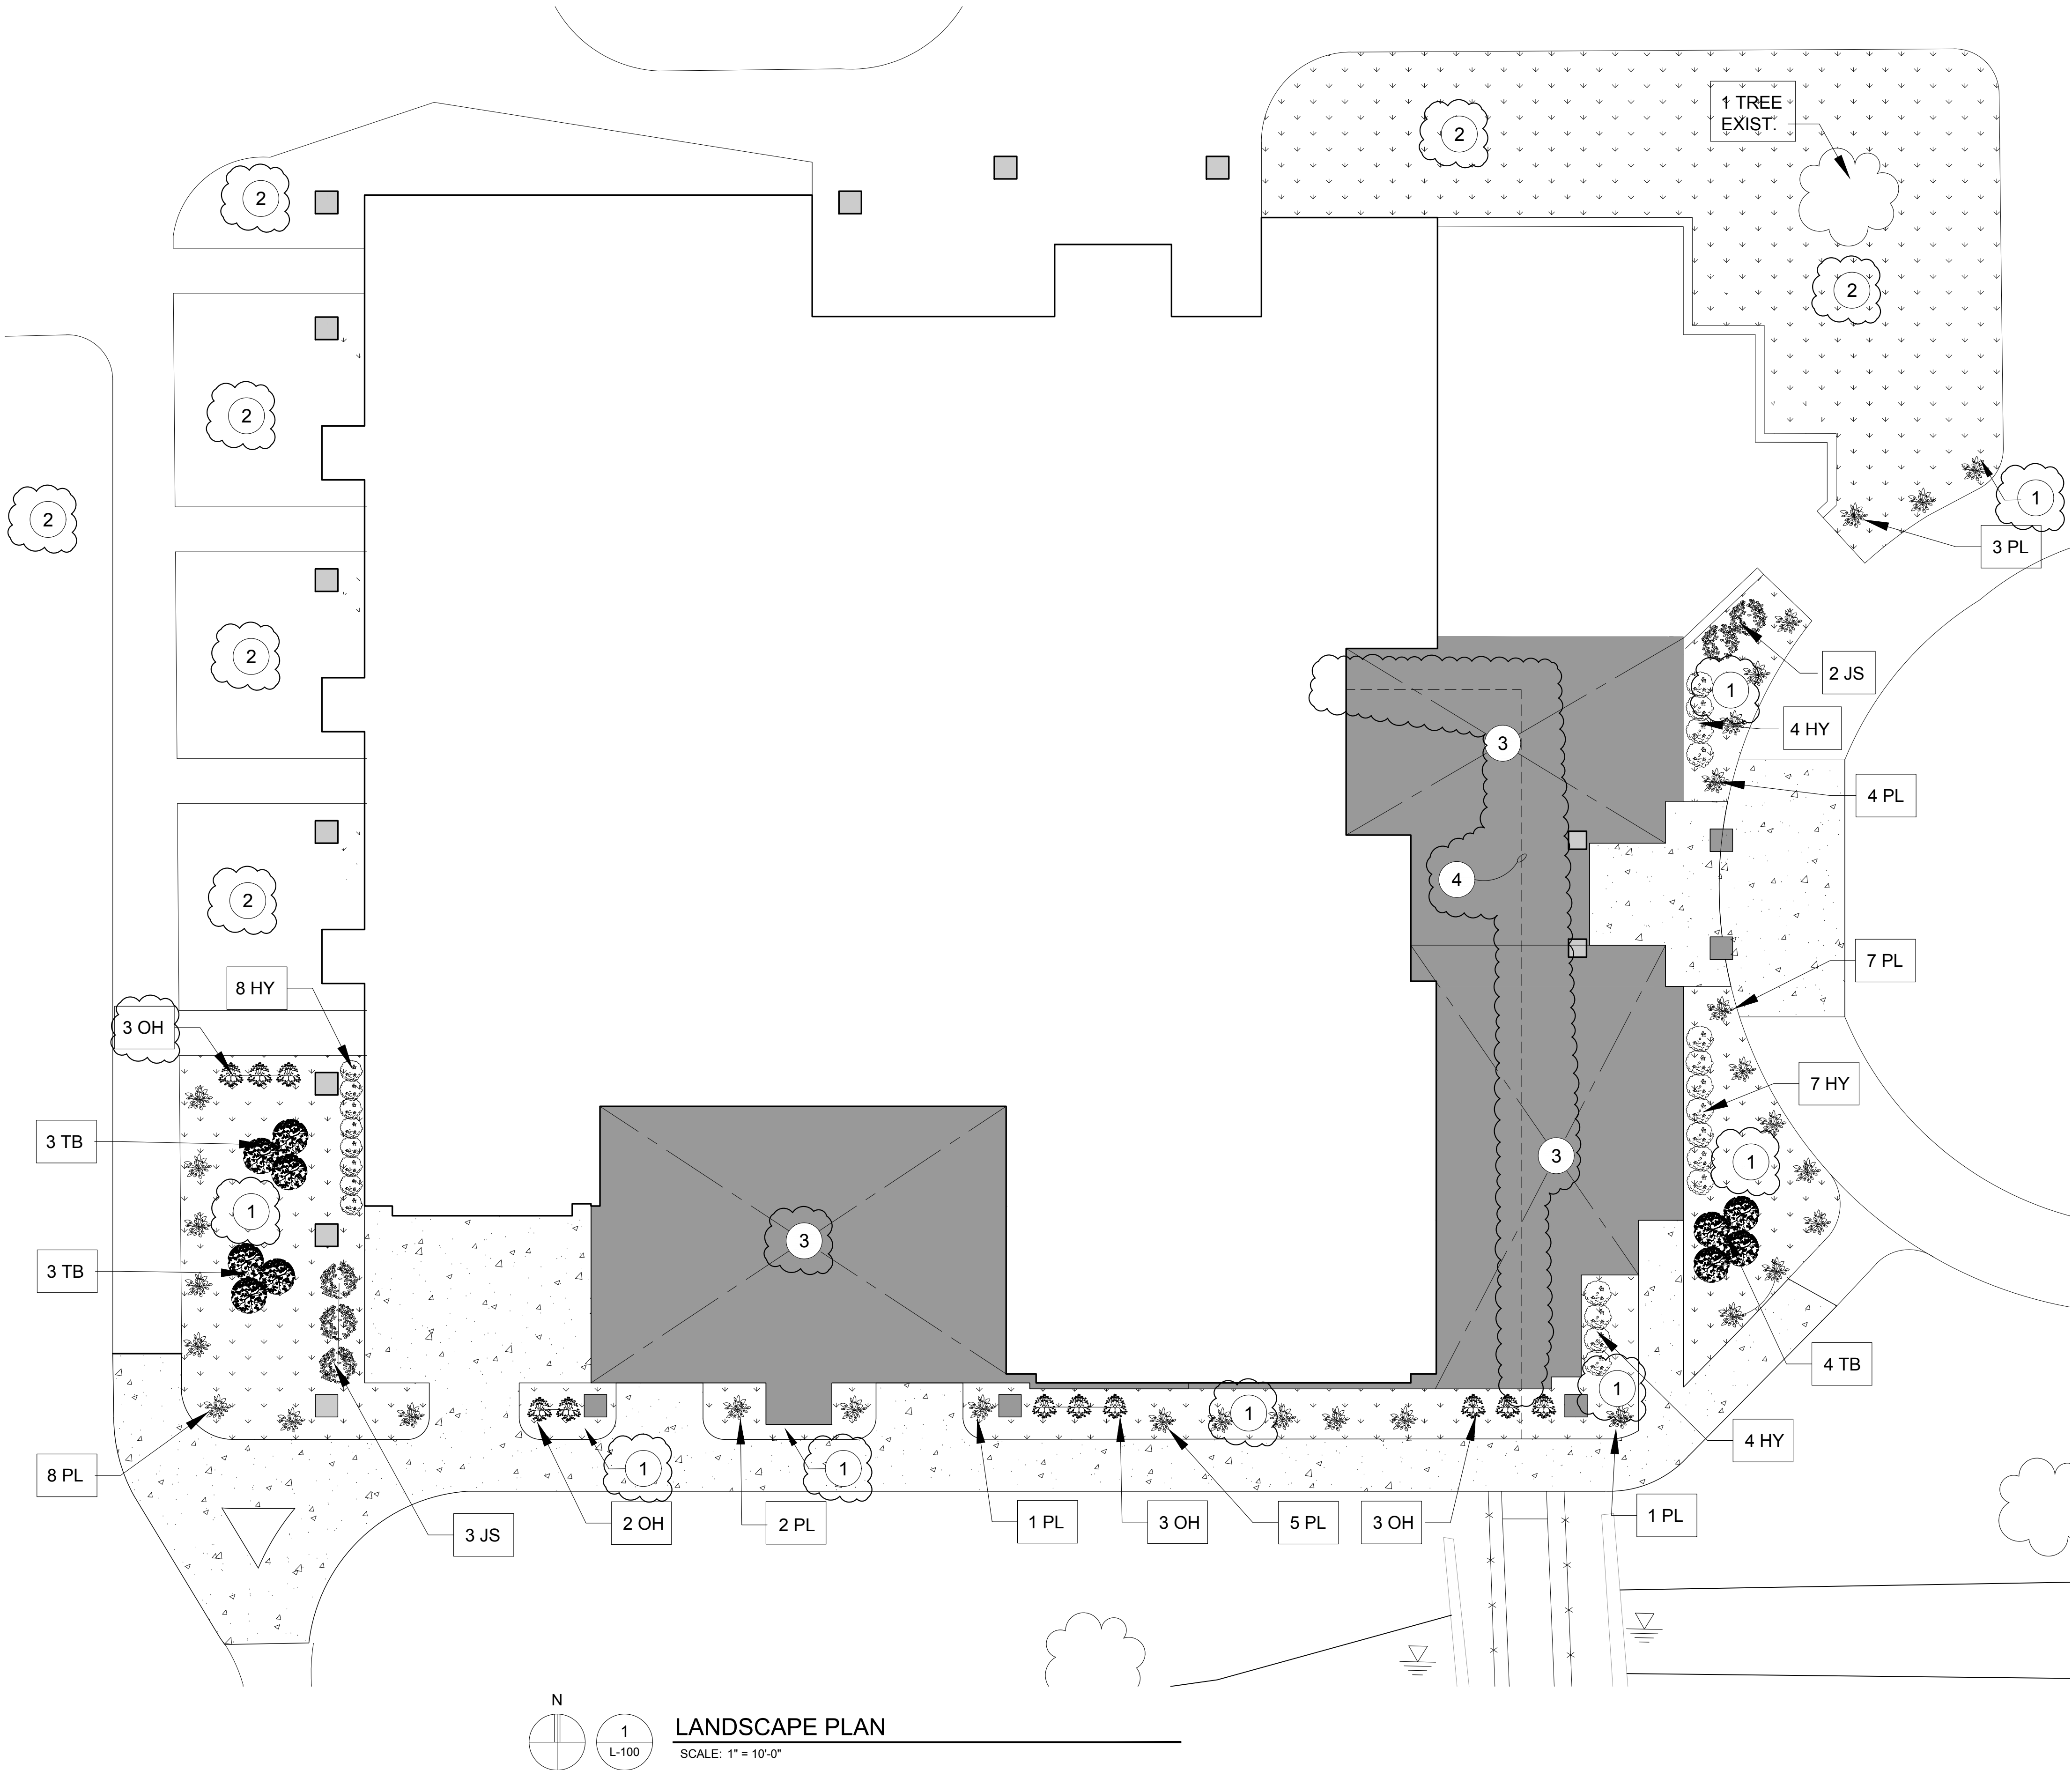 1 TREE
EXIST.
2
2
2
2
1
2
3 PL
2
2 JS
1
4 HY
3
4 PL
2
4
7 PL
8 HY
3 OH
7 HY
3 TB
3
1
1
3
3 TB
4 TB
1
1
4 HY
1
1
8 PL
3 JS
2 OH
2 PL
1 PL
3 OH
5 PL
3 OH
1 PL
N
1
L-100
LANDSCAPE PLAN
SCALE: 1" = 10'-0"